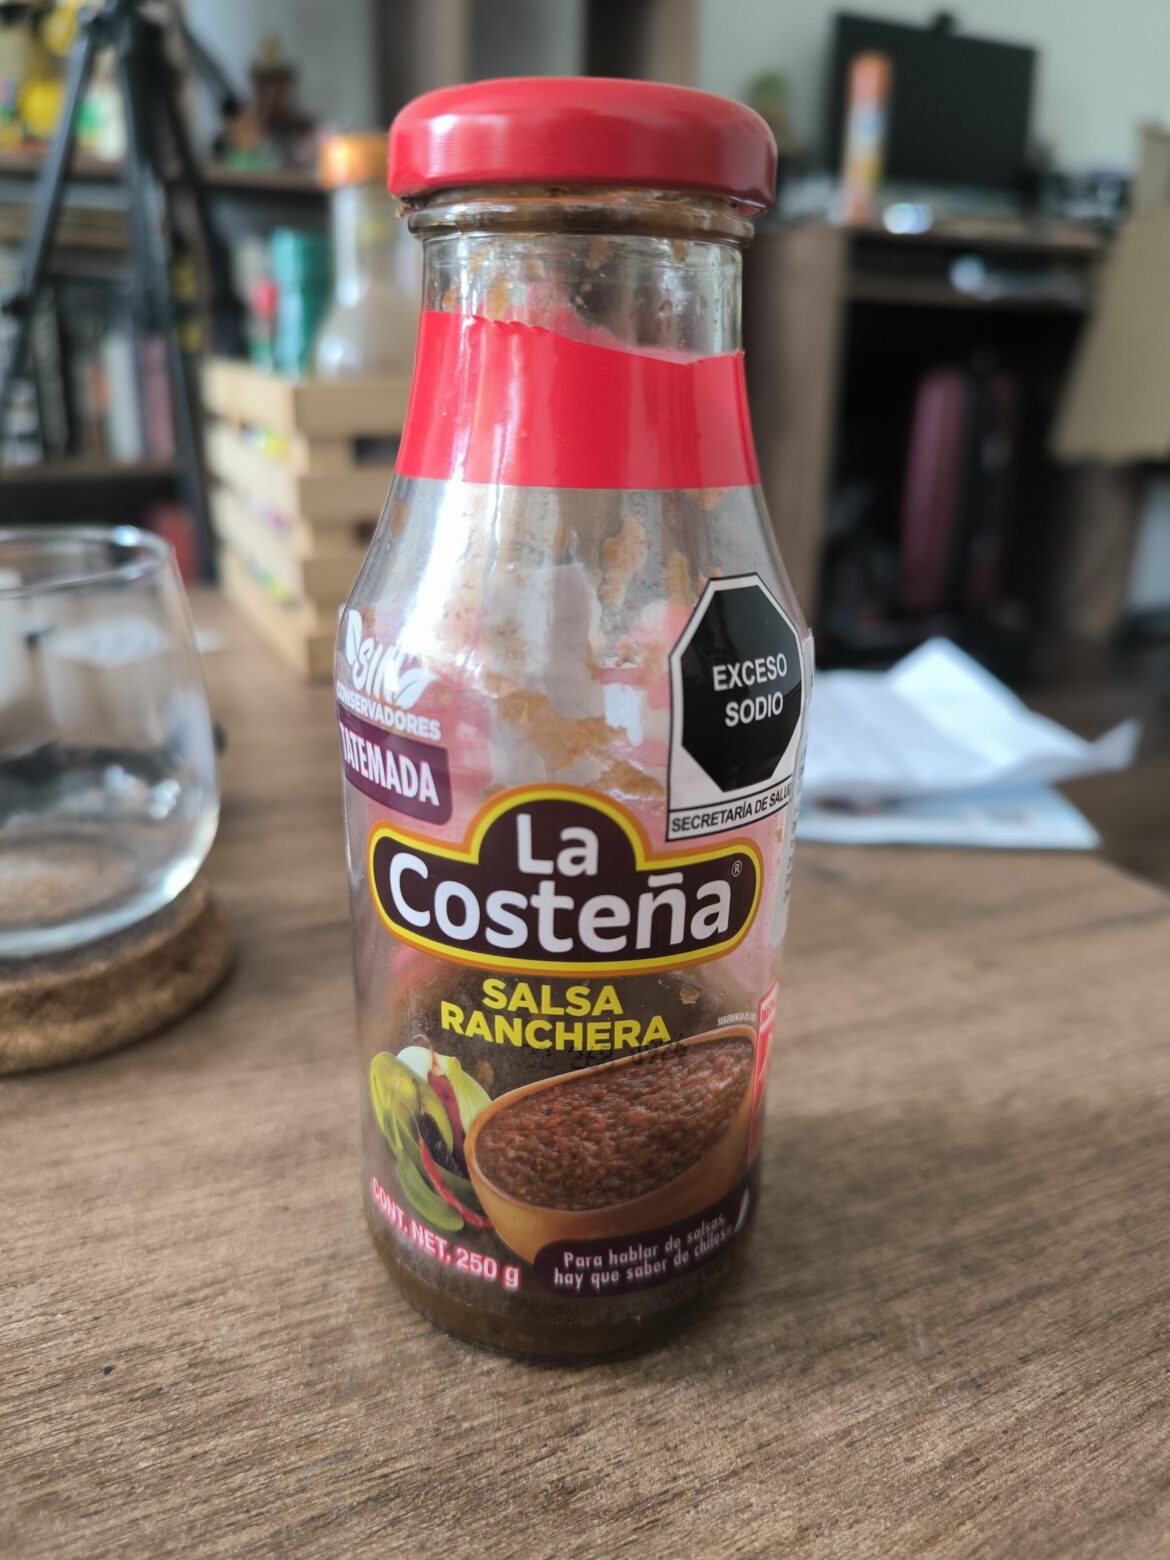 SIN
CONSERVADORES
TATEMADA
EXCESO
SODIO
SECRETARÍA DE SALUD
La
Costeña®
SALSA
RANCHERA
CONT. NET. 250 g
Para hablar de salsas,
hay que saber de chiles